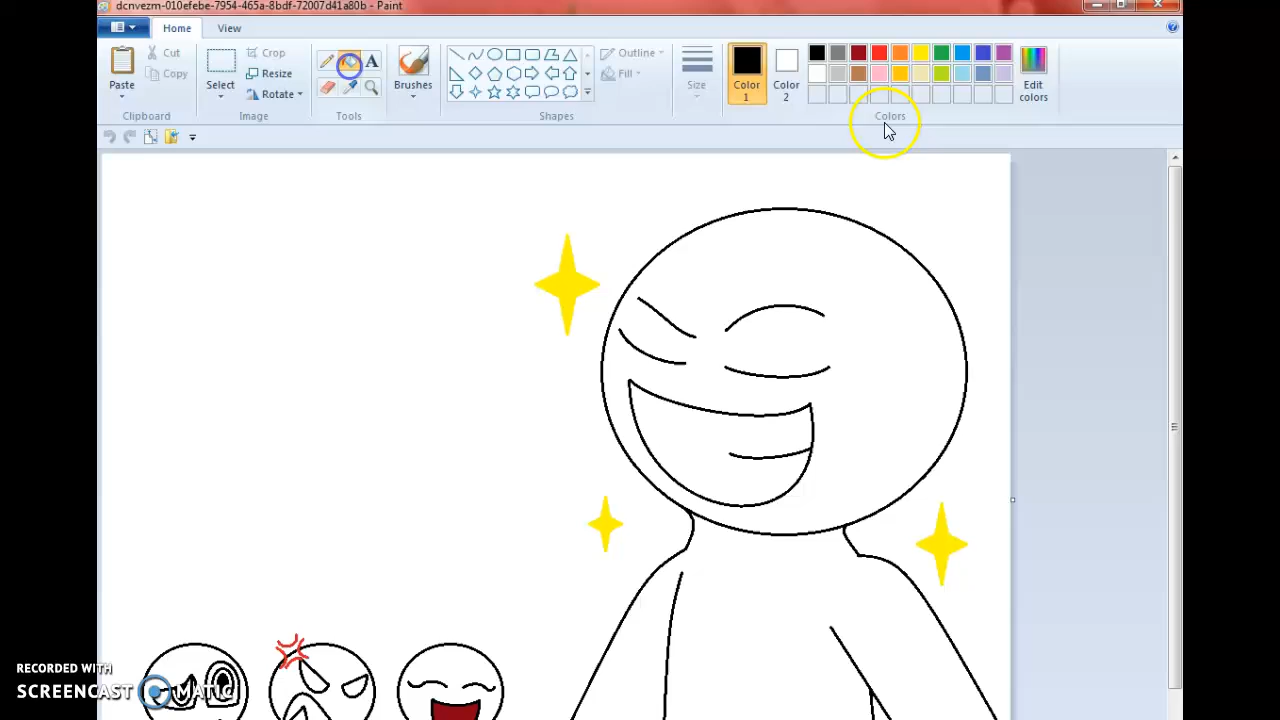 dcnvezm-010efebe-7954-465a-8bdf-72007d41a80b - Paint
Home View
Cut
Copy
Paste
Clipboard
Select
Crop
Resize
Rotate
Image
A
Tools
Brushes
Outline
Fill
Shapes
Size
Color 1
Color 2
Edit colors
Colors
RECORDED WITH
SCREENCAST MATIC